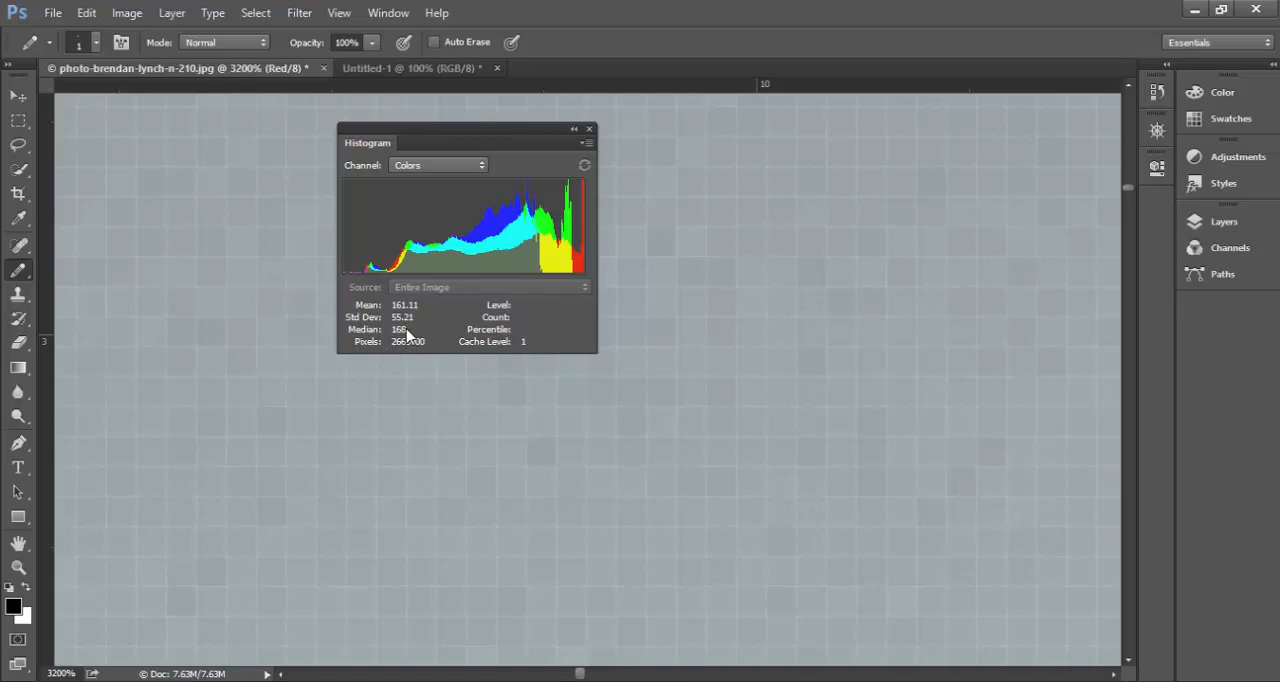 Ps File Edit Image Layer Type Select Filter View Window Help
1 Mode: Normal Opacity: 100% Auto Erase Essentials
© photo-brendan-lynch-n-210.jpg @ 3200% (Red/8) * × Untitled-1 @ 100% (RGB/8) * ×
10
3
Histogram
Channel: Colors
Source: Entire Image
Mean: 161.11 Level:
Std Dev: 55.21 Count:
Median: 168 Percentile:
Pixels: Cache Level: 1
Color
Swatches
Adjustments
Styles
Layers
Channels
Paths
3200% © Doc: 7.63M/7.63M